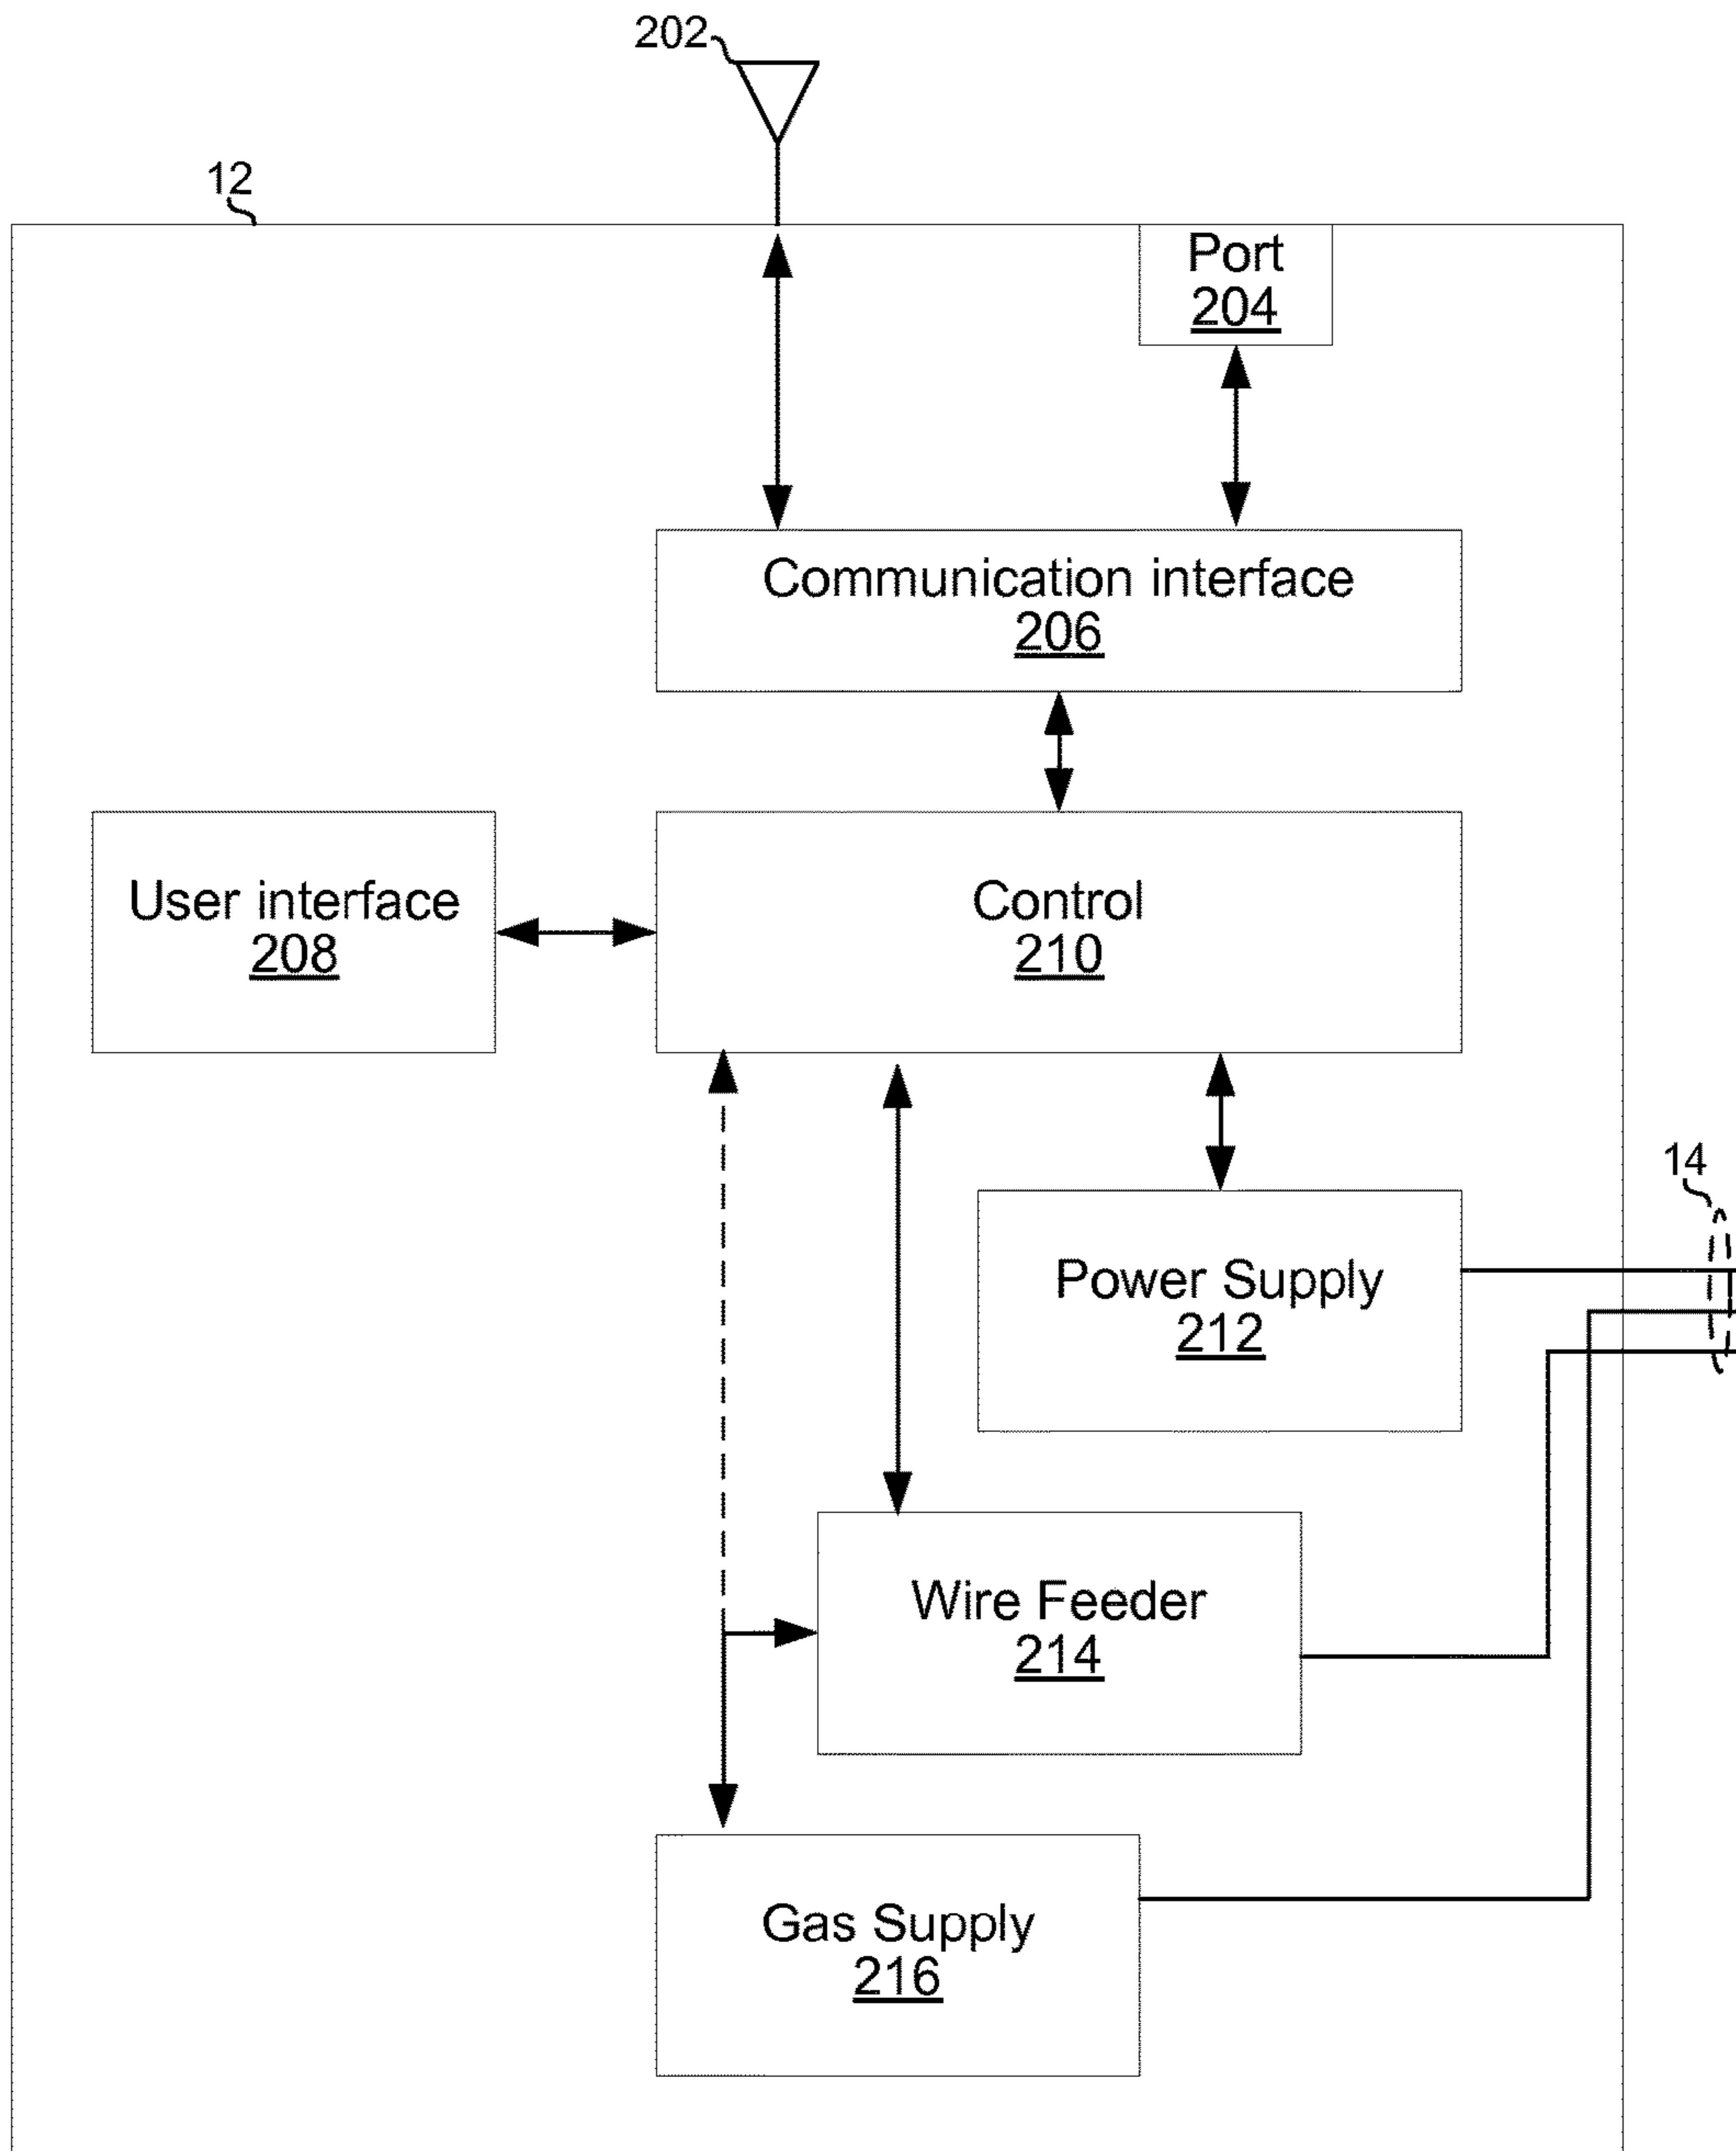 202
12
Port
204
Communication interface
206
User interface
208
Control
210
14
Power Supply
212
Wire Feeder
214
Gas Supply
216